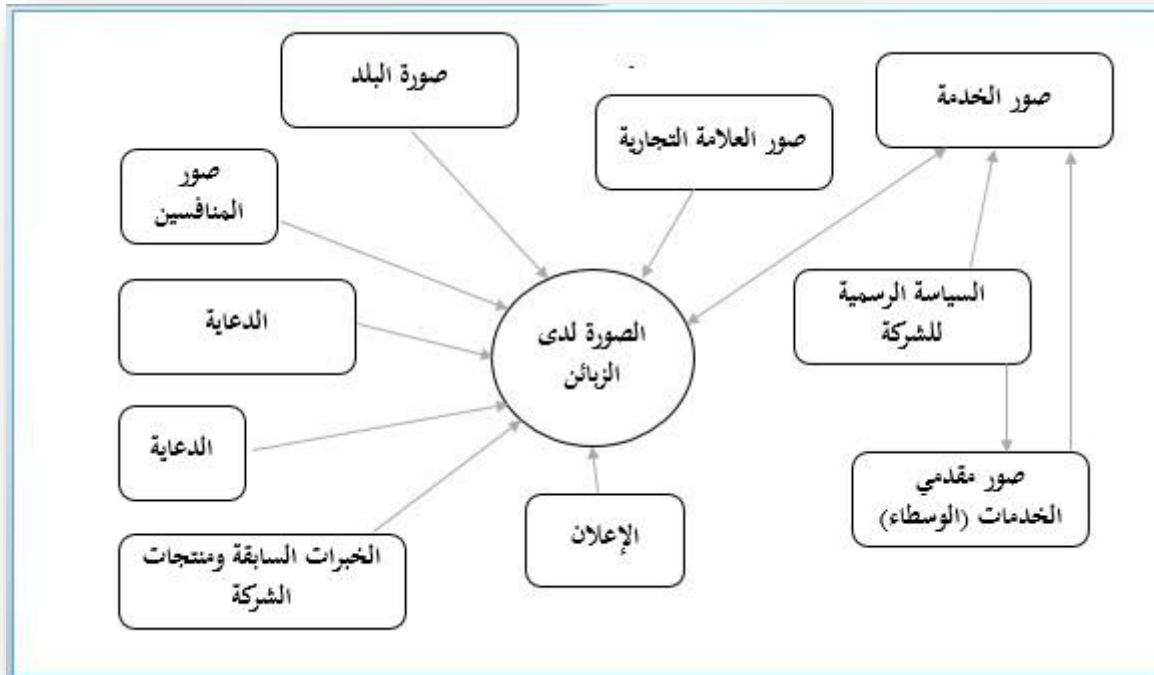 صورة البلد
صور الخدمة
صور العلامة التجارية
صور
المنافسين
السياسة الرسمية
للشركة
الدعاية
الصورة لدى
الزبائن
الدعاية
صور مقدمي
الخدمات (الوسطاء)
الإعلان
الخبرات السابقة ومنتجات
الشركة